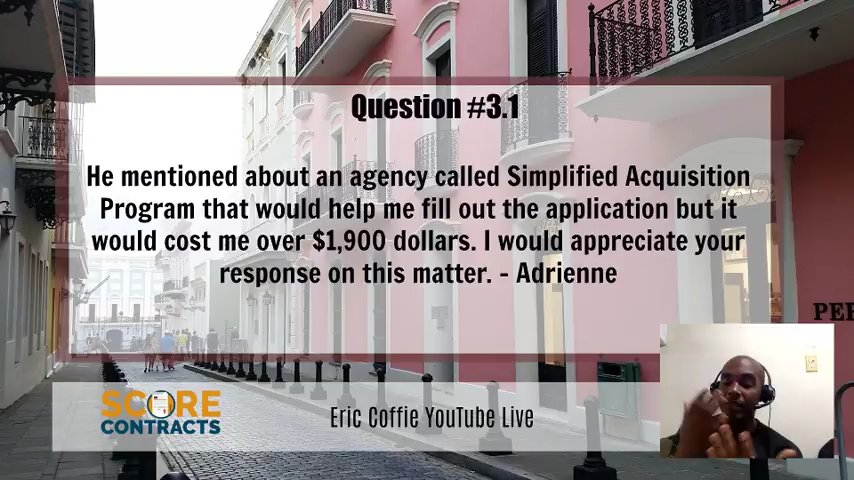 Question #3.1
He mentioned about an agency called Simplified Acquisition
Program that would help me fill out the application but it
would cost me over $1,900 dollars. I would appreciate your
response on this matter. - Adrienne
SCORE
CONTRACTS
Eric Coffie YouTube Live